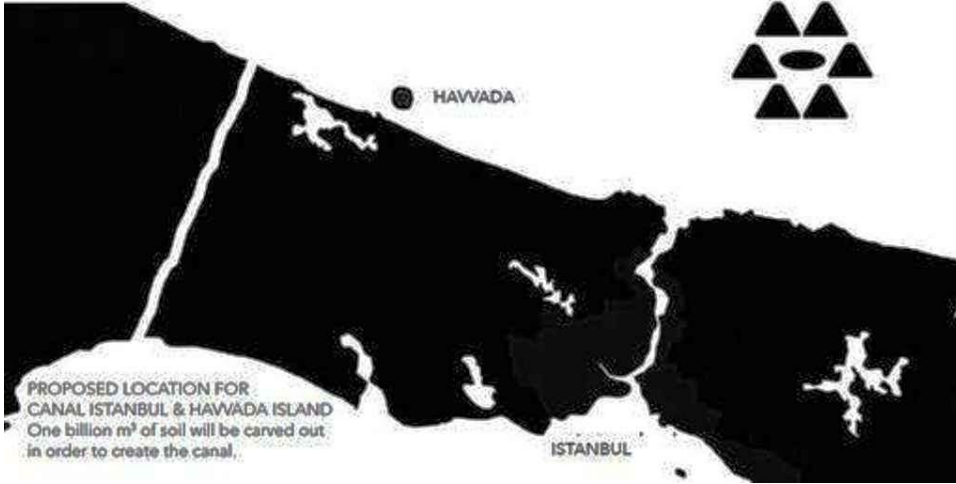 HAVVADA
PROPOSED LOCATION FOR
CANAL ISTANBUL & HAVVADA ISLAND
One billion m³ of soil will be carved out
in order to create the canal.
ISTANBUL